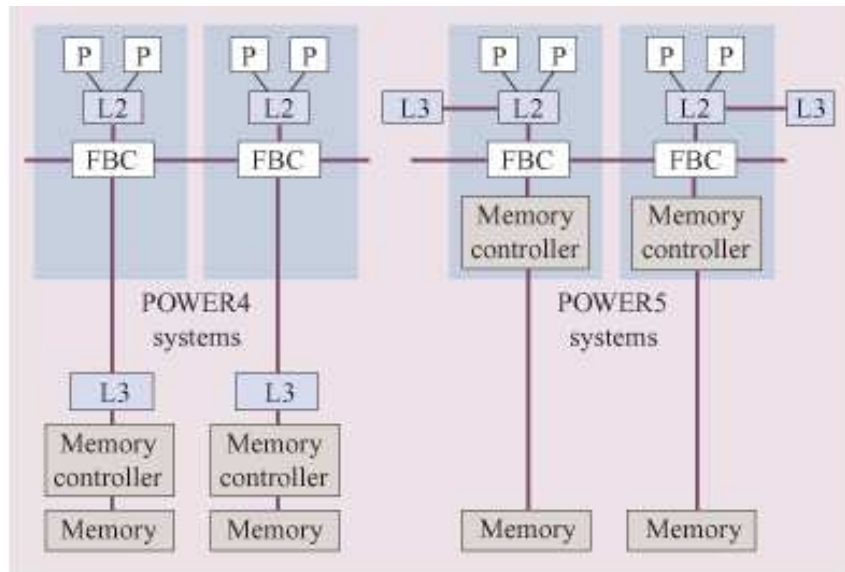 P P P P P P P P
L2 L2 L3 L2 L2 L3
FBC FBC FBC FBC
Memory Memory
controller controller
POWER4 POWER5
systems systems
L3 L3
Memory Memory
controller controller
Memory Memory Memory Memory